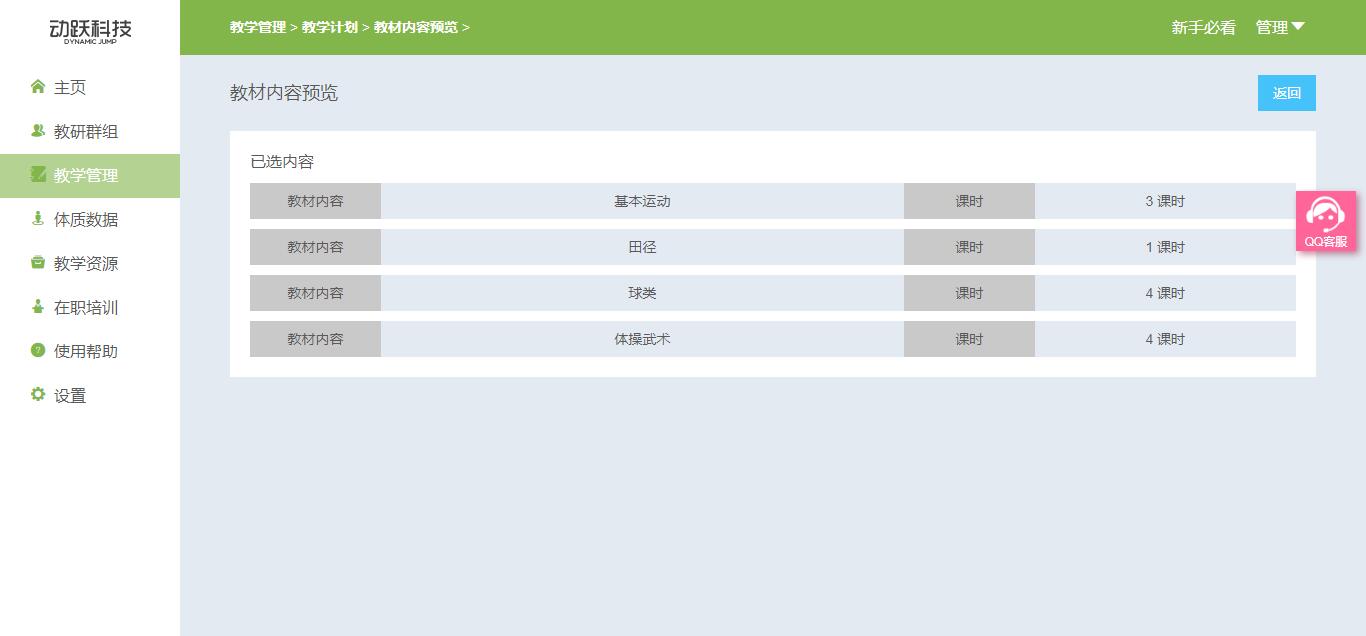 动跃科技
DYNAMIC JUMP
主页
教研群组
教学管理
体质数据
教学资源
在职培训
使用帮助
设置
教学管理 > 教学计划 > 教材内容预览 >
新手必看 管理
教材内容预览
返回
已选内容
教材内容 基本运动 课时 3 课时
教材内容 田径 课时 1 课时
教材内容 球类 课时 4 课时
教材内容 体操武术 课时 4 课时
QQ客服